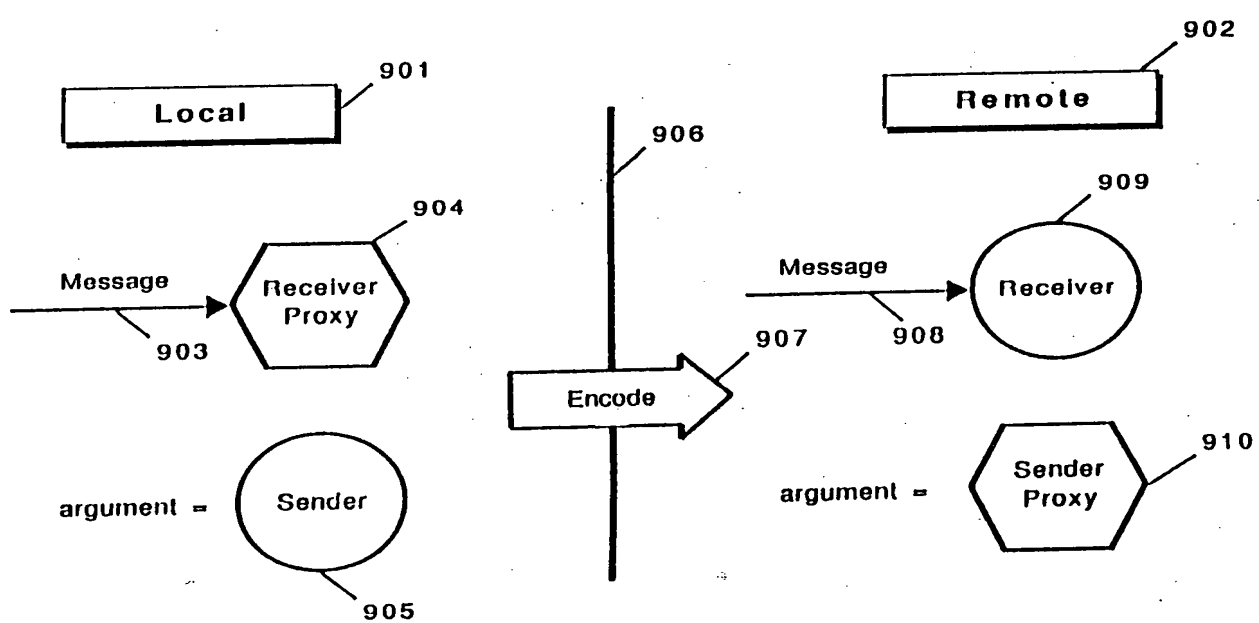 902
901
Local
Remote
906
909
904
Message
Receiver
Proxy
903
Message
Receiver
908
907
Encode
910
argument =
Sender
905
argument =
Sender
Proxy